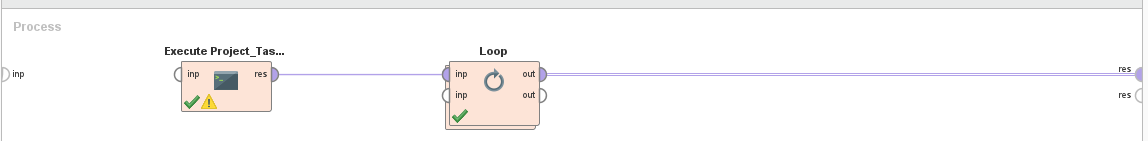 Process
Execute Project_Tas...
Loop
inp
inp
res
inp
out
res
inp
out
res